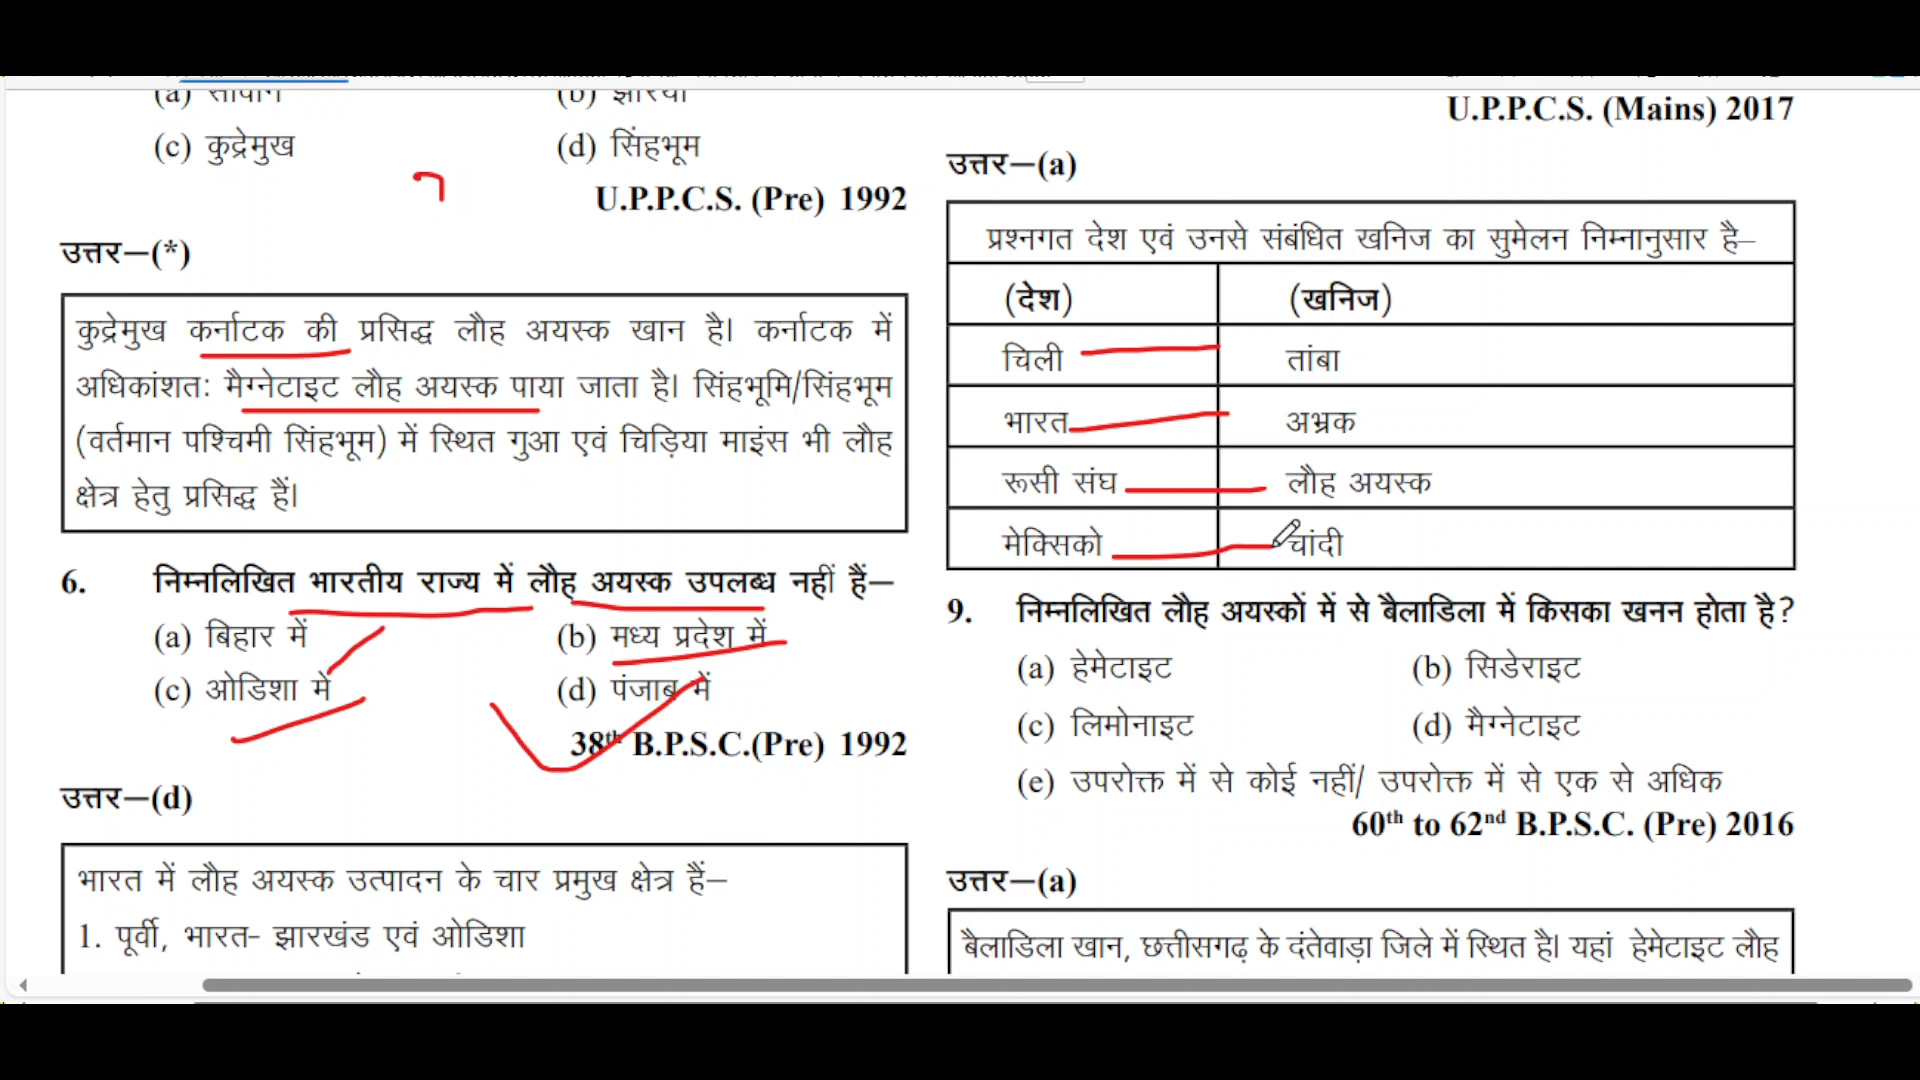 (c) कुद्रेमुख (d) सिंहभूम
U.P.P.C.S. (Pre) 1992
उत्तर–(*)
कुद्रेमुख कर्नाटक की प्रसिद्ध लौह अयस्क खान है। कर्नाटक में
अधिकांशतः मैग्नेटाइट लौह अयस्क पाया जाता है। सिंहभूमि/सिंहभूम
(वर्तमान पश्चिमी सिंहभूम) में स्थित गुआ एवं चिड़िया माइंस भी लौह
क्षेत्र हेतु प्रसिद्ध हैं।
6. निम्नलिखित भारतीय राज्य में लौह अयस्क उपलब्ध नहीं हैं–
(a) बिहार में (b) मध्य प्रदेश में
(c) ओडिशा में (d) पंजाब में
38th B.P.S.C.(Pre) 1992
उत्तर–(d)
भारत में लौह अयस्क उत्पादन के चार प्रमुख क्षेत्र हैं–
1. पूर्वी, भारत- झारखंड एवं ओडिशा
U.P.P.C.S. (Mains) 2017
उत्तर–(a)
प्रश्नगत देश एवं उनसे संबंधित खनिज का सुमेलन निम्नानुसार है–
(देश) (खनिज)
चिली तांबा
भारत अभ्रक
रूसी संघ लौह अयस्क
मेक्सिको चांदी
9. निम्नलिखित लौह अयस्कों में से बैलाडिला में किसका खनन होता है?
(a) हेमेटाइट (b) सिडेराइट
(c) लिमोनाइट (d) मैग्नेटाइट
(e) उपरोक्त में से कोई नहीं/ उपरोक्त में से एक से अधिक
60th to 62nd B.P.S.C. (Pre) 2016
उत्तर–(a)
बैलाडिला खान, छत्तीसगढ़ के दंतेवाड़ा जिले में स्थित है। यहां हेमेटाइट लौह